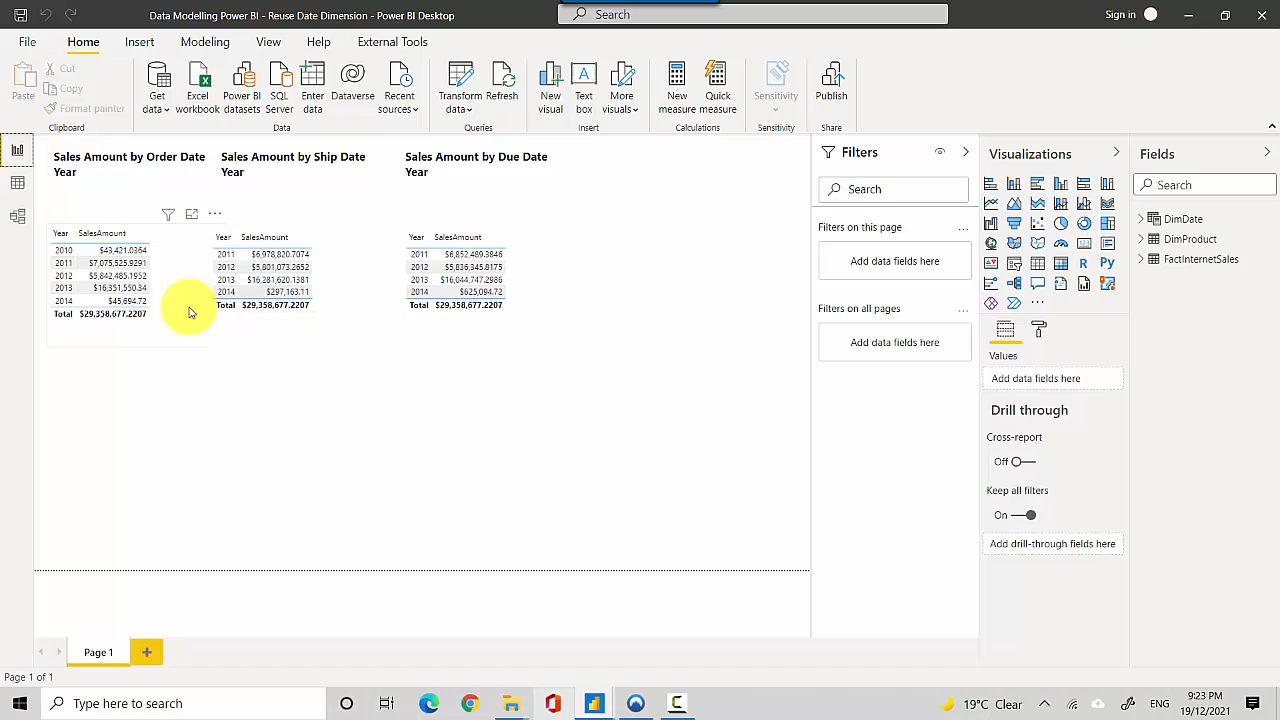 Data Modelling Power BI - Reuse Date Dimension - Power BI Desktop
Search
Sign in
File Home Insert Modeling View Help External Tools
Paste
Cut
Copy
Format painter
Clipboard
Get data
Excel workbook
Power BI datasets
SQL Server
Enter data
Dataverse
Recent sources
Data
Transform data
Refresh
Queries
New visual
Text box
More visuals
Insert
New measure
Quick measure
Calculations
Sensitivity
Sensitivity
Publish
Share
Sales Amount by Order Date Year
Year SalesAmount
2010 $43,421.0364
2011 $7,075,525.9291
2012 $5,842,485.1952
2013 $16,351,550.34
2014 $45,694.72
Total $29,358,677.2207
Sales Amount by Ship Date Year
Year SalesAmount
2011 $6,978,820.7074
2012 $5,801,073.2652
2013 $16,281,620.1381
2014 $297,163.11
Total $29,358,677.2207
Sales Amount by Due Date Year
Year SalesAmount
2011 $6,852,489.3846
2012 $5,836,345.8175
2013 $16,044,747.2986
2014 $625,094.72
Total $29,358,677.2207
Filters
Search
Filters on this page
Add data fields here
Filters on all pages
Add data fields here
Visualizations
R Py
Values
Add data fields here
Drill through
Cross-report
Off
Keep all filters
On
Add drill-through fields here
Fields
Search
DimDate
DimProduct
FactInternetSales
Page 1
Page 1 of 1
Type here to search
19°C Clear
ENG
9:23 PM
19/12/2021